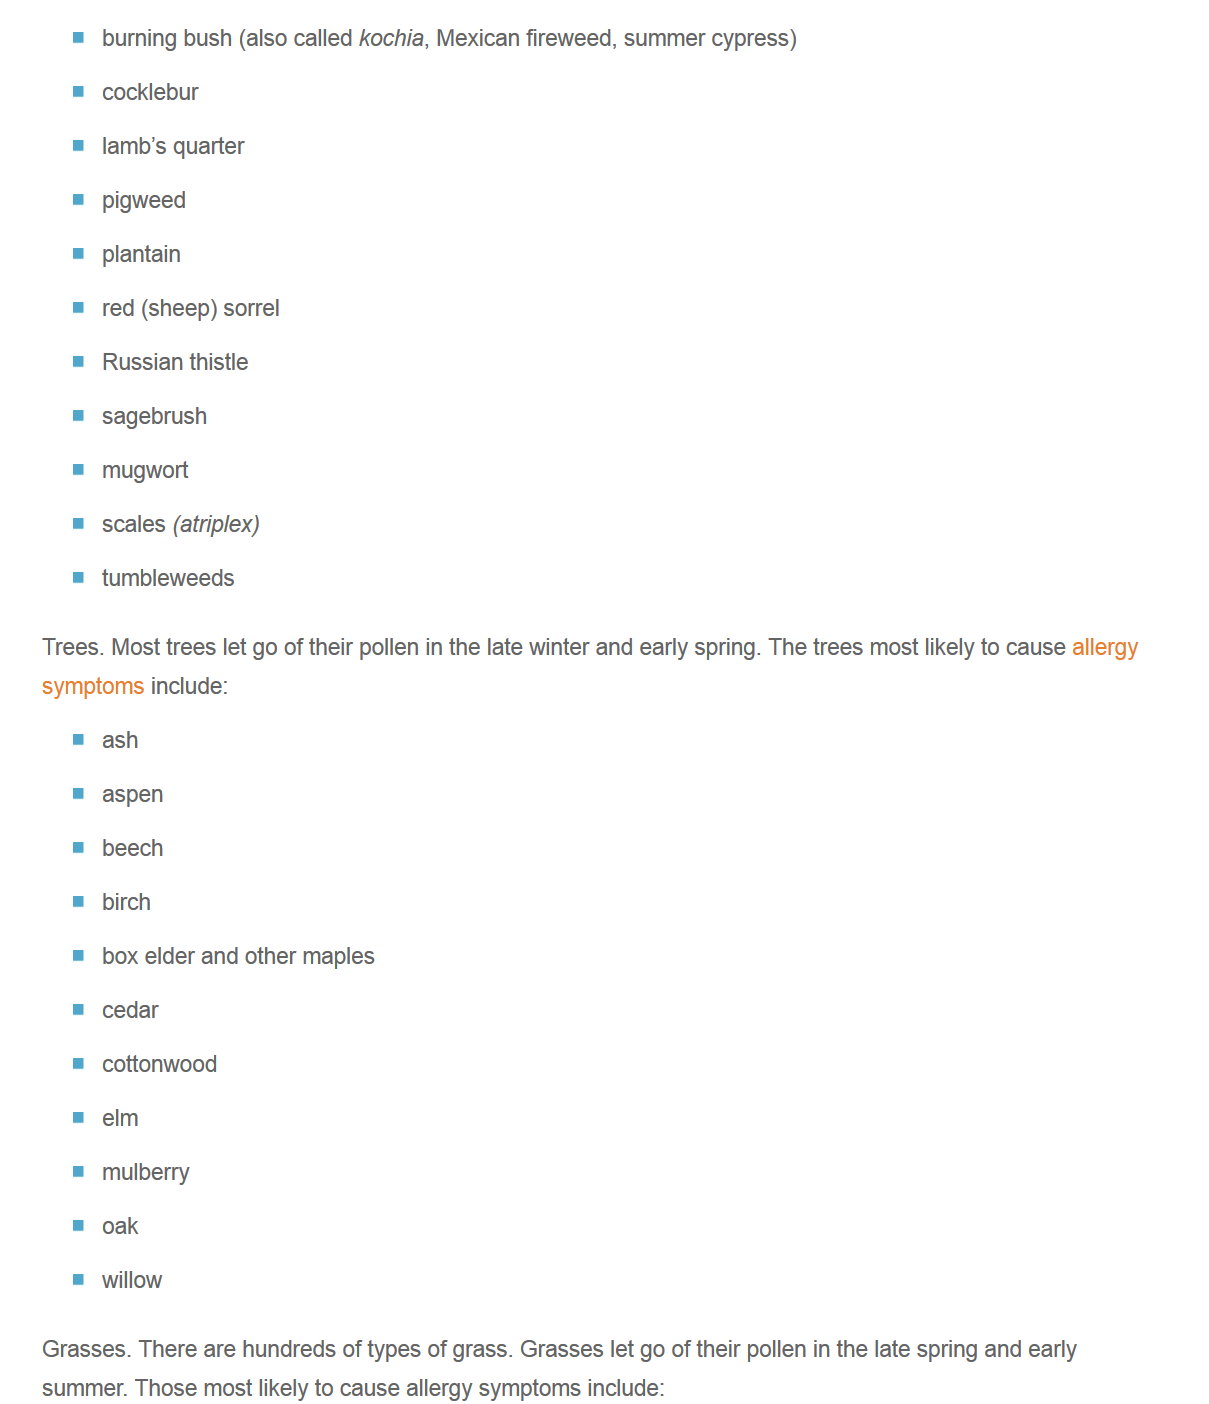 burning bush (also called kochia, Mexican fireweed, summer cypress)
cocklebur
lamb’s quarter
pigweed
plantain
red (sheep) sorrel
Russian thistle
sagebrush
mugwort
scales (atriplex)
tumbleweeds
Trees. Most trees let go of their pollen in the late winter and early spring. The trees most likely to cause allergy
symptoms include:
ash
aspen
beech
birch
box elder and other maples
cedar
cottonwood
elm
mulberry
oak
willow
Grasses. There are hundreds of types of grass. Grasses let go of their pollen in the late spring and early
summer. Those most likely to cause allergy symptoms include: